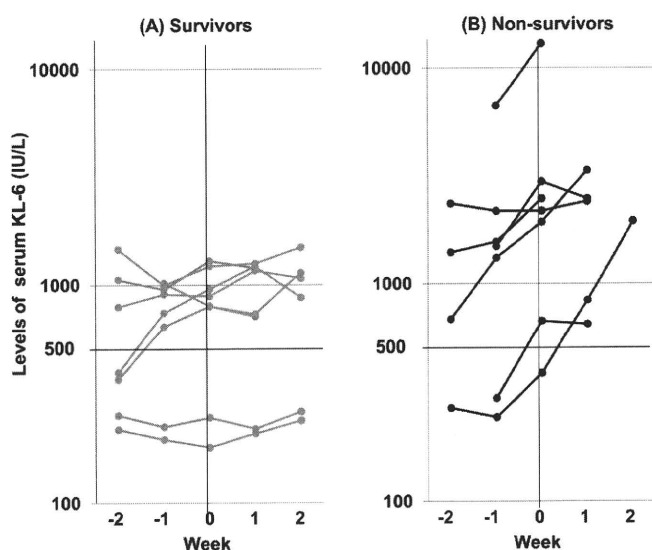 (A) Survivors
(B) Non-survivors
Levels of serum KL-6 (IU/L)
10000
1000
500
100
-2 -1 0 1 2
Week
10000
1000
500
100
-2 -1 0 1 2
Week